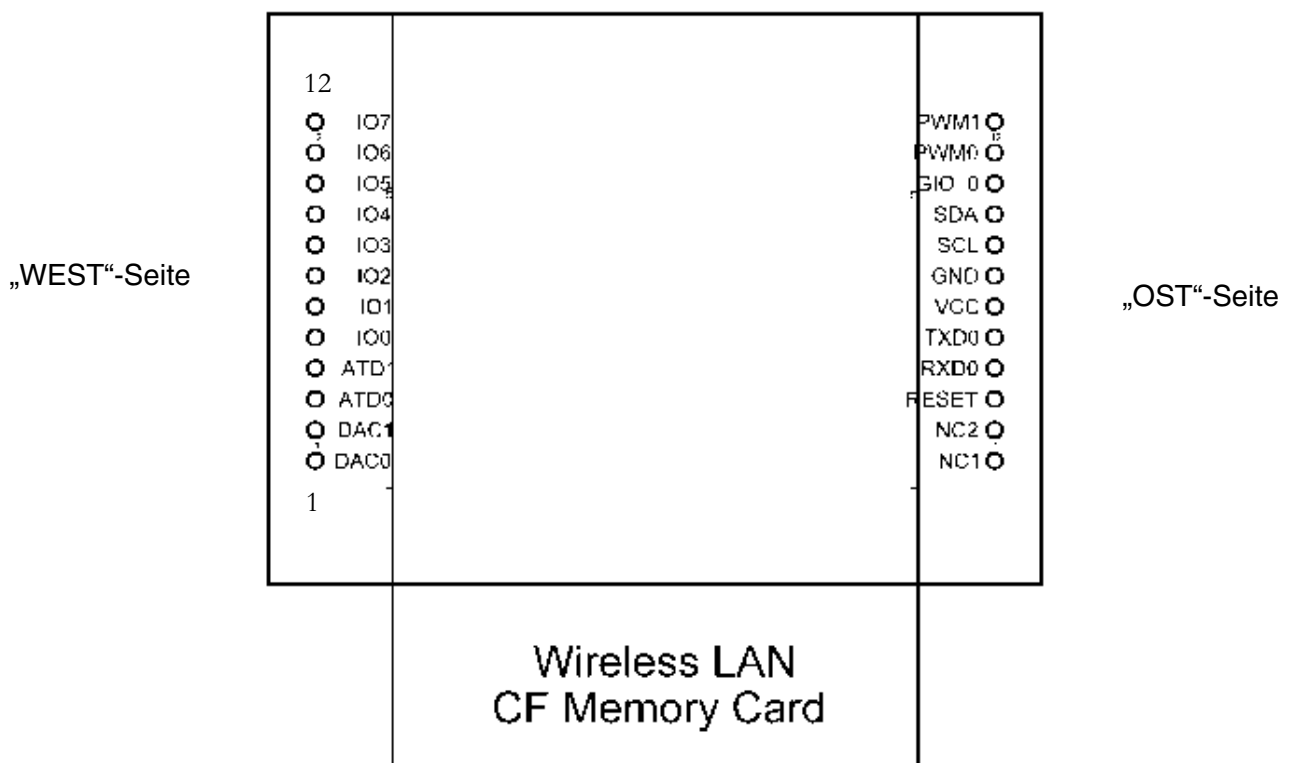 12
IO7 PWM1
IO6 PWM0
IO5 GIO 0
IO4 SDA
IO3 SCL
IO2 GND
„WEST“-Seite
„OST“-Seite
IO1 VCC
IO0 TXD0
ATD1 RXD0
ATD0 RESET
DAC1 NC2
DAC0 NC1
1
Wireless LAN
CF Memory Card